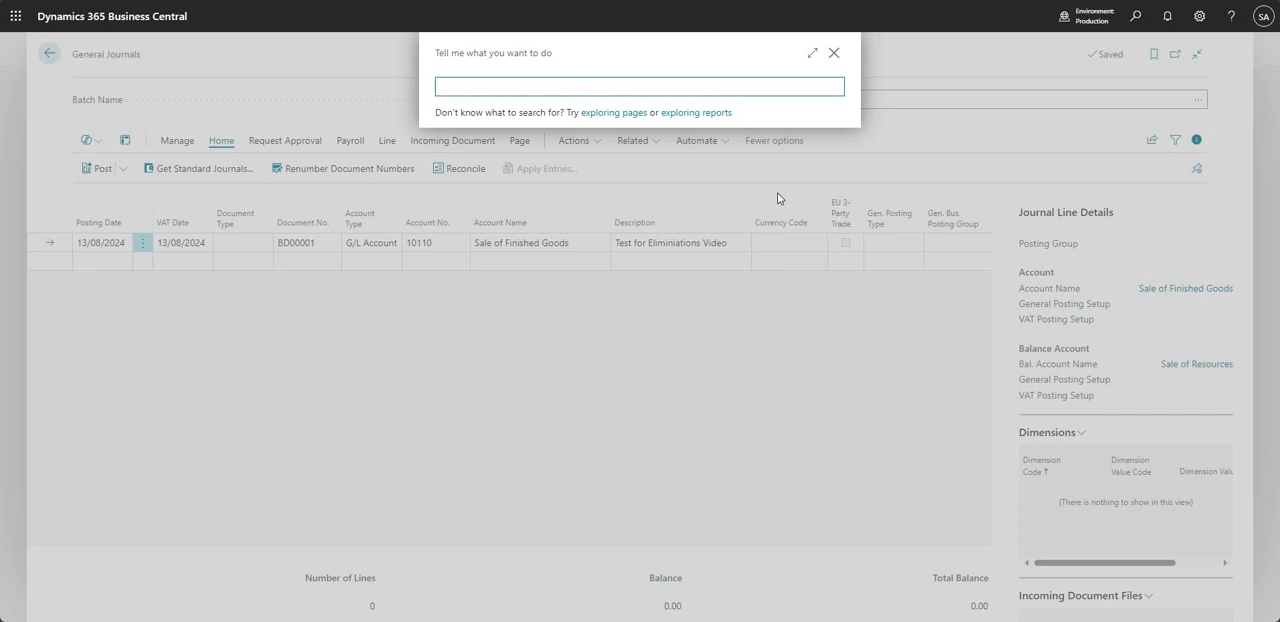 Dynamics 365 Business Central
Environment:
Production
SA
General Journals
Saved
Tell me what you want to do
Don't know what to search for? Try exploring pages or exploring reports
Batch Name
Manage Home Request Approval Payroll Line Incoming Document Page Actions Related Automate Fewer options
Post Get Standard Journals... Renumber Document Numbers Reconcile Apply Entries...
Posting Date VAT Date Document Type Document No. Account Type Account No. Account Name Description Currency Code EU 3-Party Trade Gen. Posting Type Gen. Bus. Posting Group
13/08/2024 13/08/2024 BD00001 G/L Account 10110 Sale of Finished Goods Test for Eliminiations Video
Number of Lines Balance Total Balance
0 0.00 0.00
Journal Line Details
Posting Group
Account
Account Name Sale of Finished Goods
General Posting Setup
VAT Posting Setup
Balance Account
Bal. Account Name Sale of Resources
General Posting Setup
VAT Posting Setup
Dimensions
Dimension Code Dimension Value Code Dimension Valu
(There is nothing to show in this view)
Incoming Document Files